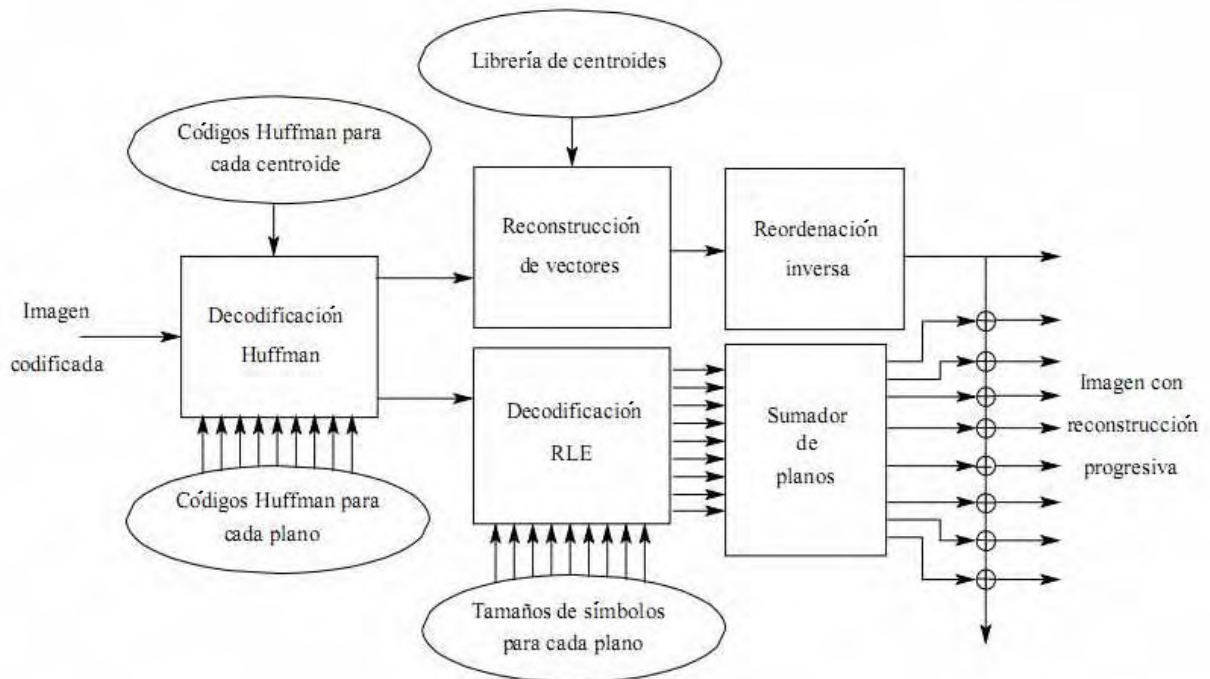 Librería de centroides
Códigos Huffman para
cada centroide
Reconstrucción
de vectores
Reordenación
inversa
Imagen
codificada
Decodificación
Huffman
Decodificación
RLE
Sumador
de
planos
Imagen con
reconstrucción
progresiva
Códigos Huffman para
cada plano
Tamaños de símbolos
para cada plano